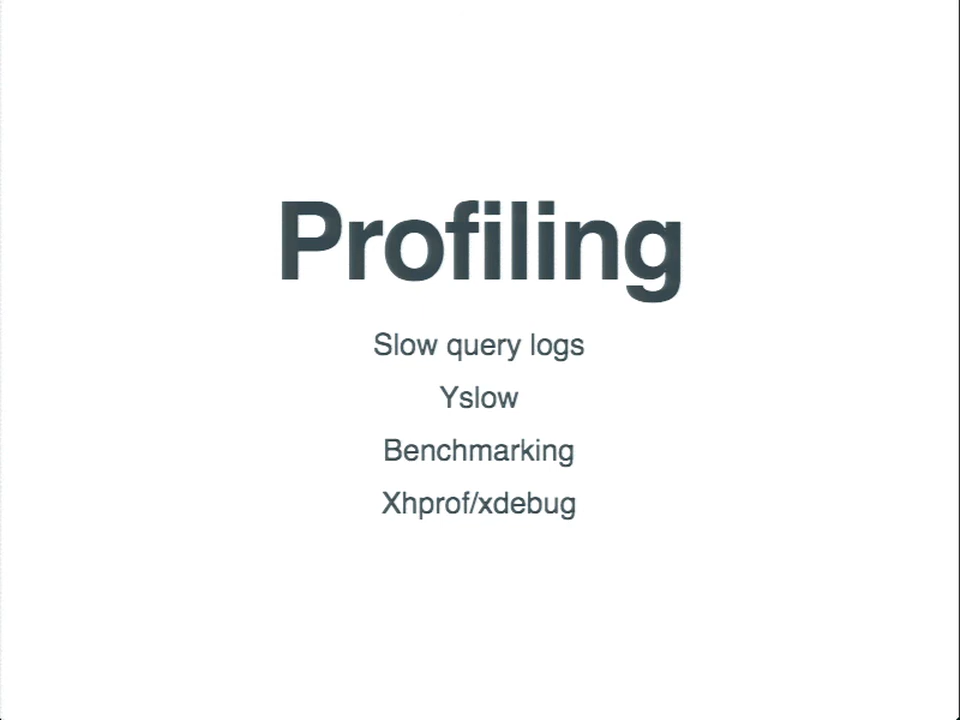 Profiling
Slow query logs
Yslow
Benchmarking
Xhprof/xdebug